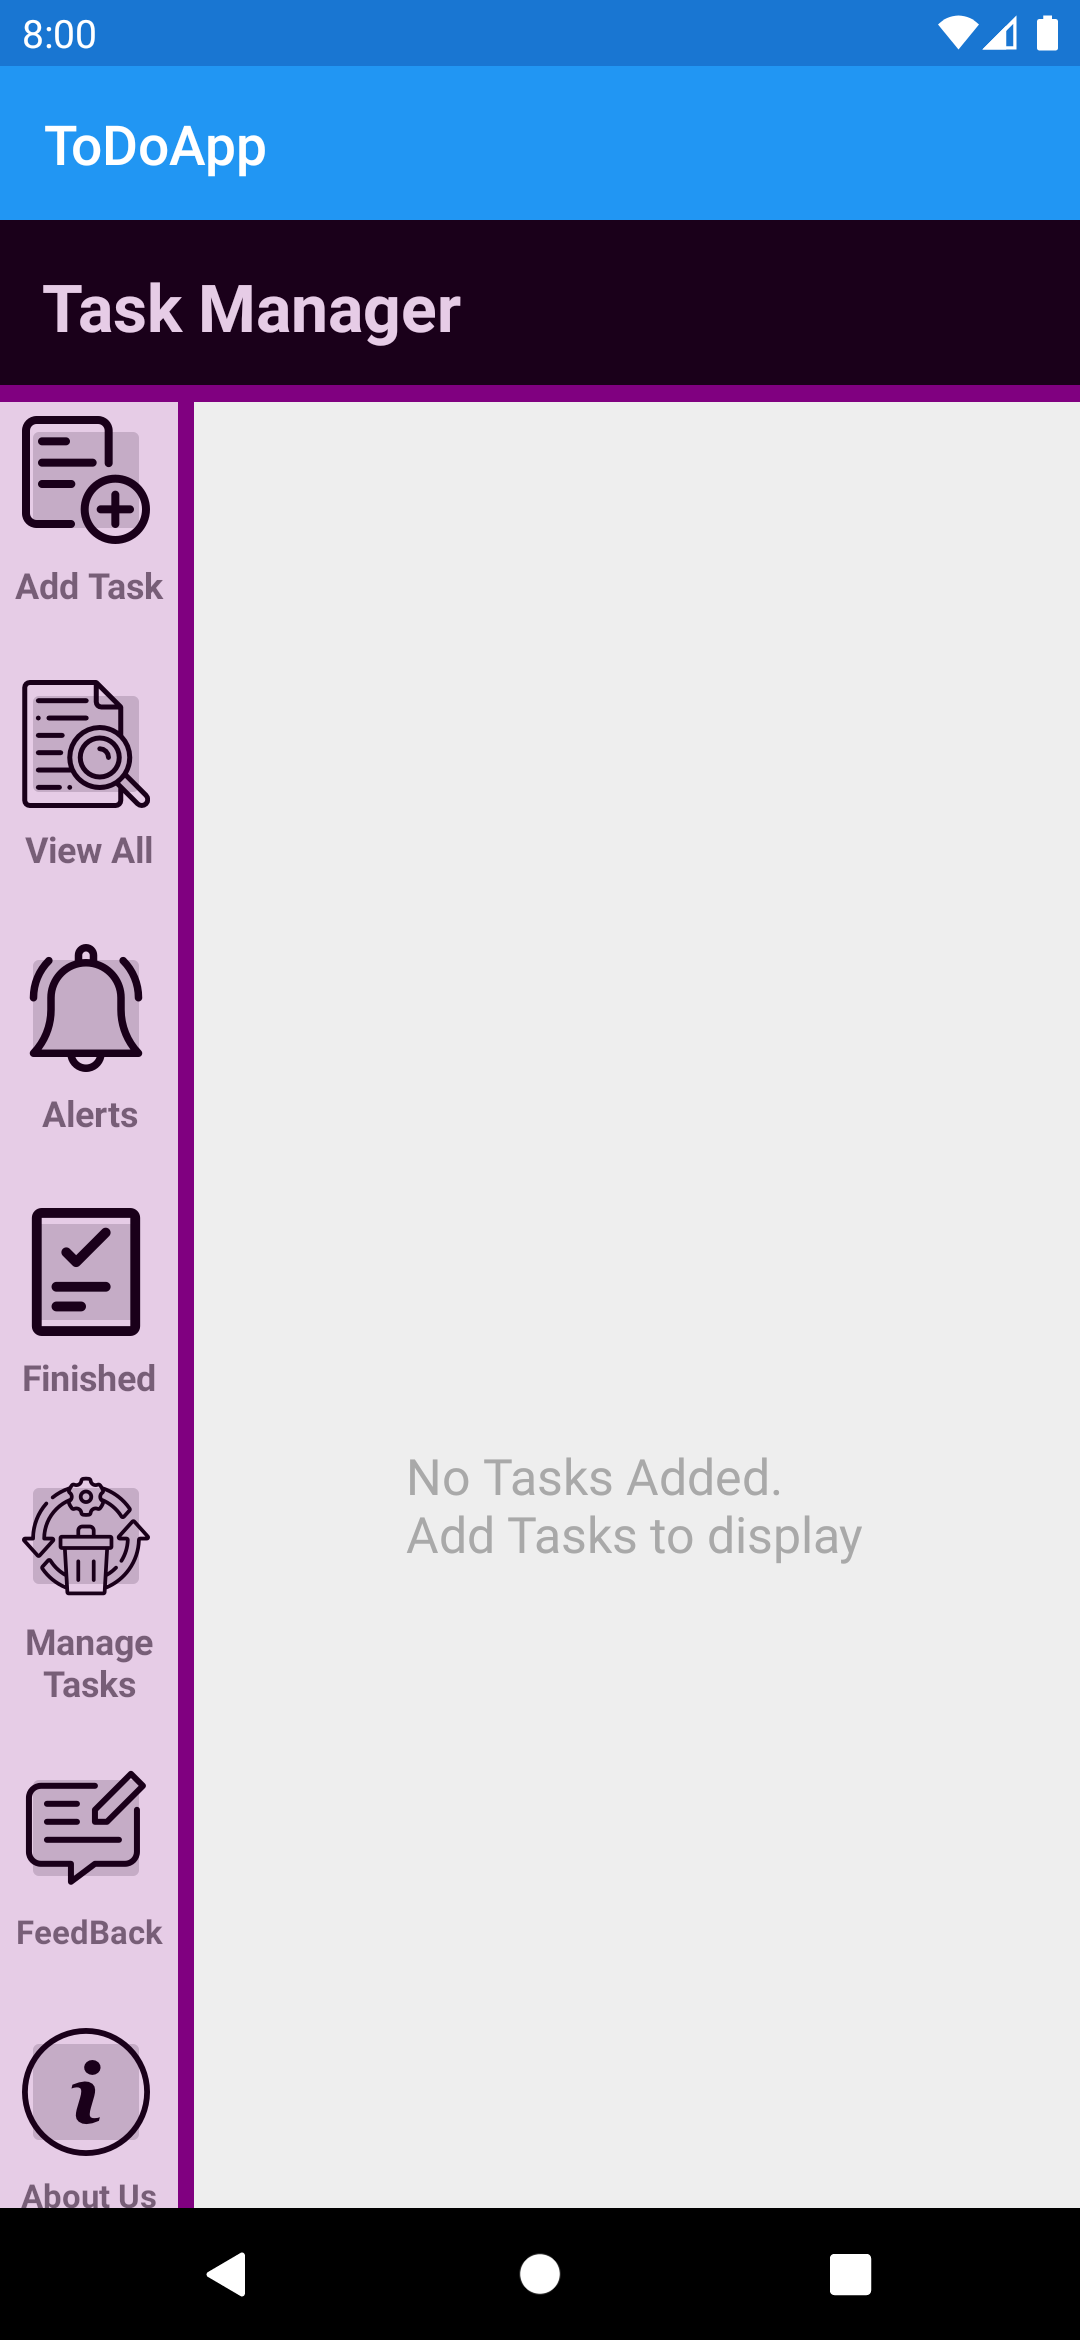 8:00
ToDoApp
Task Manager
Add Task
View All
Alerts
Finished
Manage
Tasks
FeedBack
About Us
No Tasks Added.
Add Tasks to display